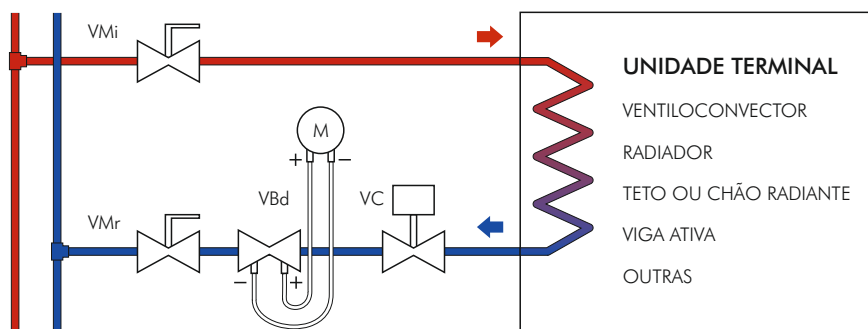 VMi
UNIDADE TERMINAL
VENTILOCONVECTOR
M
+ −
RADIADOR
TETO OU CHÃO RADIANTE
VBd
VC
VMr
VIGA ATIVA
− +
OUTRAS